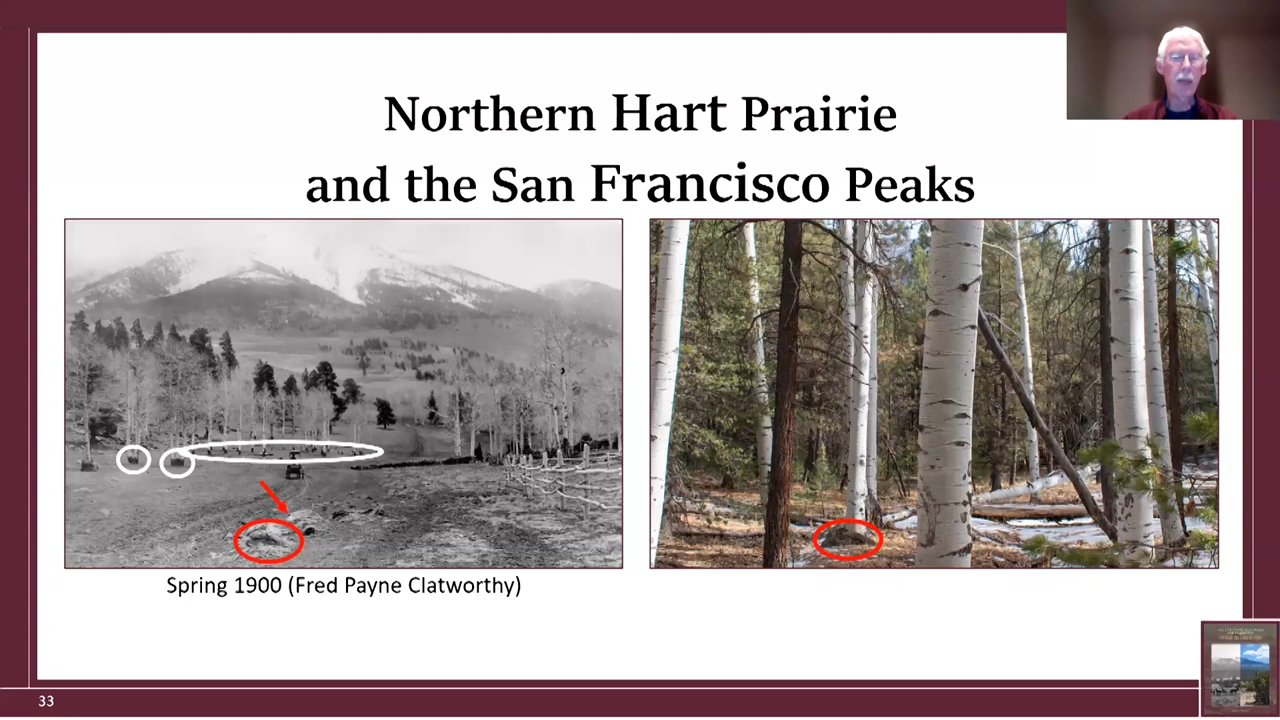 Northern Hart Prairie
and the San Francisco Peaks
Spring 1900 (Fred Payne Clatworthy)
33